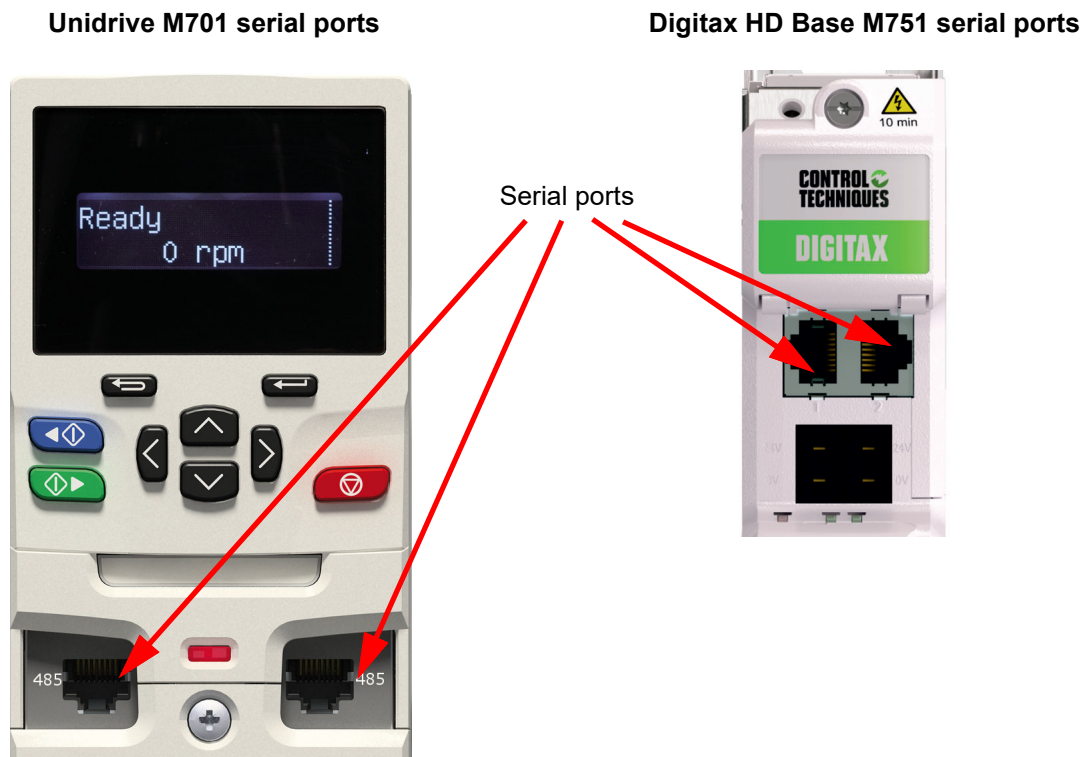 Unidrive M701 serial ports
Digitax HD Base M751 serial ports
Ready
0 rpm
Serial ports
10 min
CONTROL
TECHNIQUES
DIGITAX
485
485
1 2
24V
0V
0V